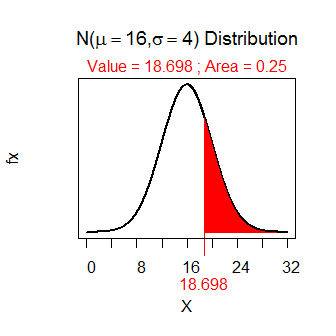 N(μ = 16,σ = 4) Distribution
Value = 18.698 ; Area = 0.25
fx
0 8 16 24 32
18.698
X